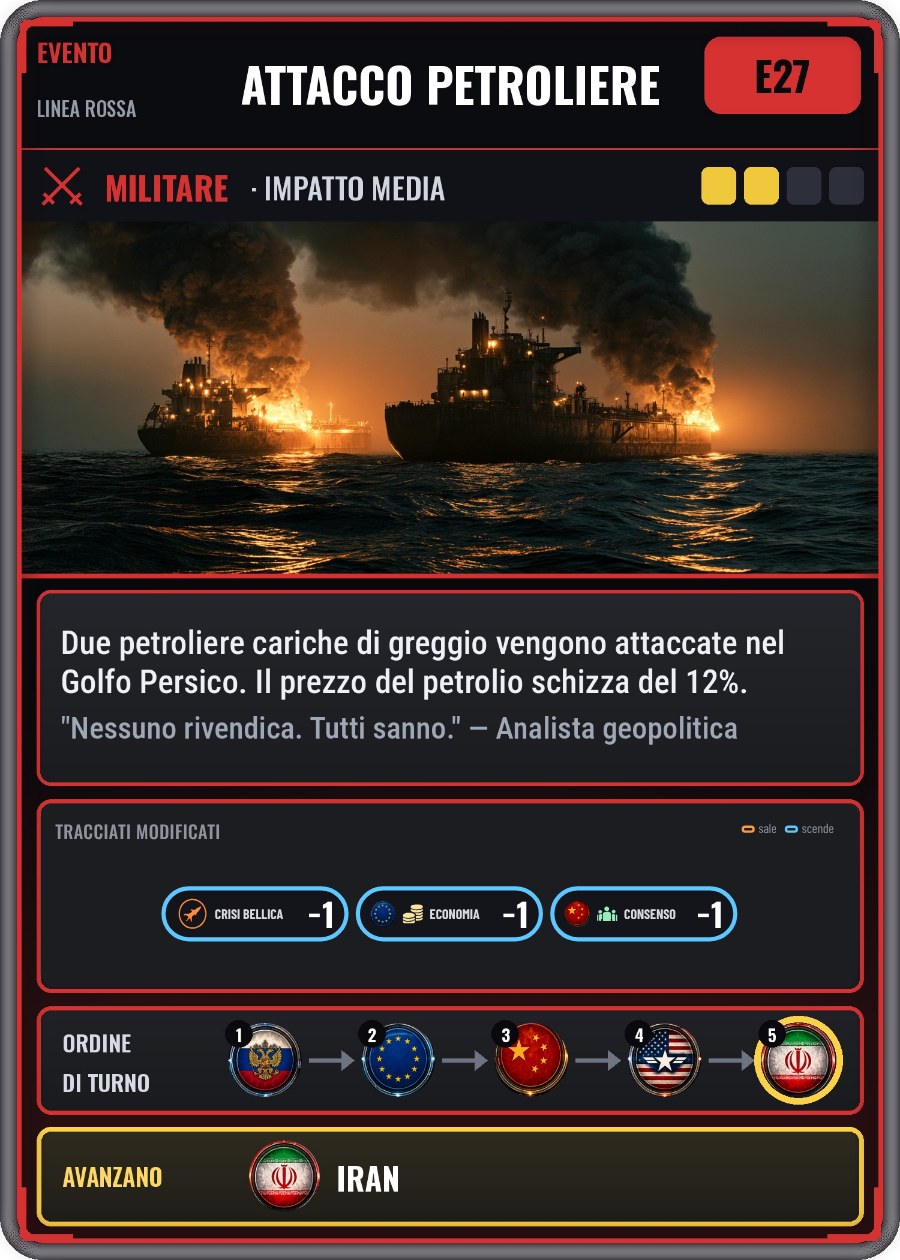 EVENTO
LINEA ROSSA
ATTACCO PETROLIERE
E27
MILITARE · IMPATTO MEDIA
Due petroliere cariche di greggio vengono attaccate nel
Golfo Persico. Il prezzo del petrolio schizza del 12%.
"Nessuno rivendica. Tutti sanno." — Analista geopolitica
TRACCIATI MODIFICATI
sale scende
CRISI BELLICA -1
ECONOMIA -1
CONSENSO -1
ORDINE
DI TURNO
1 2 3 4 5
AVANZANO
IRAN